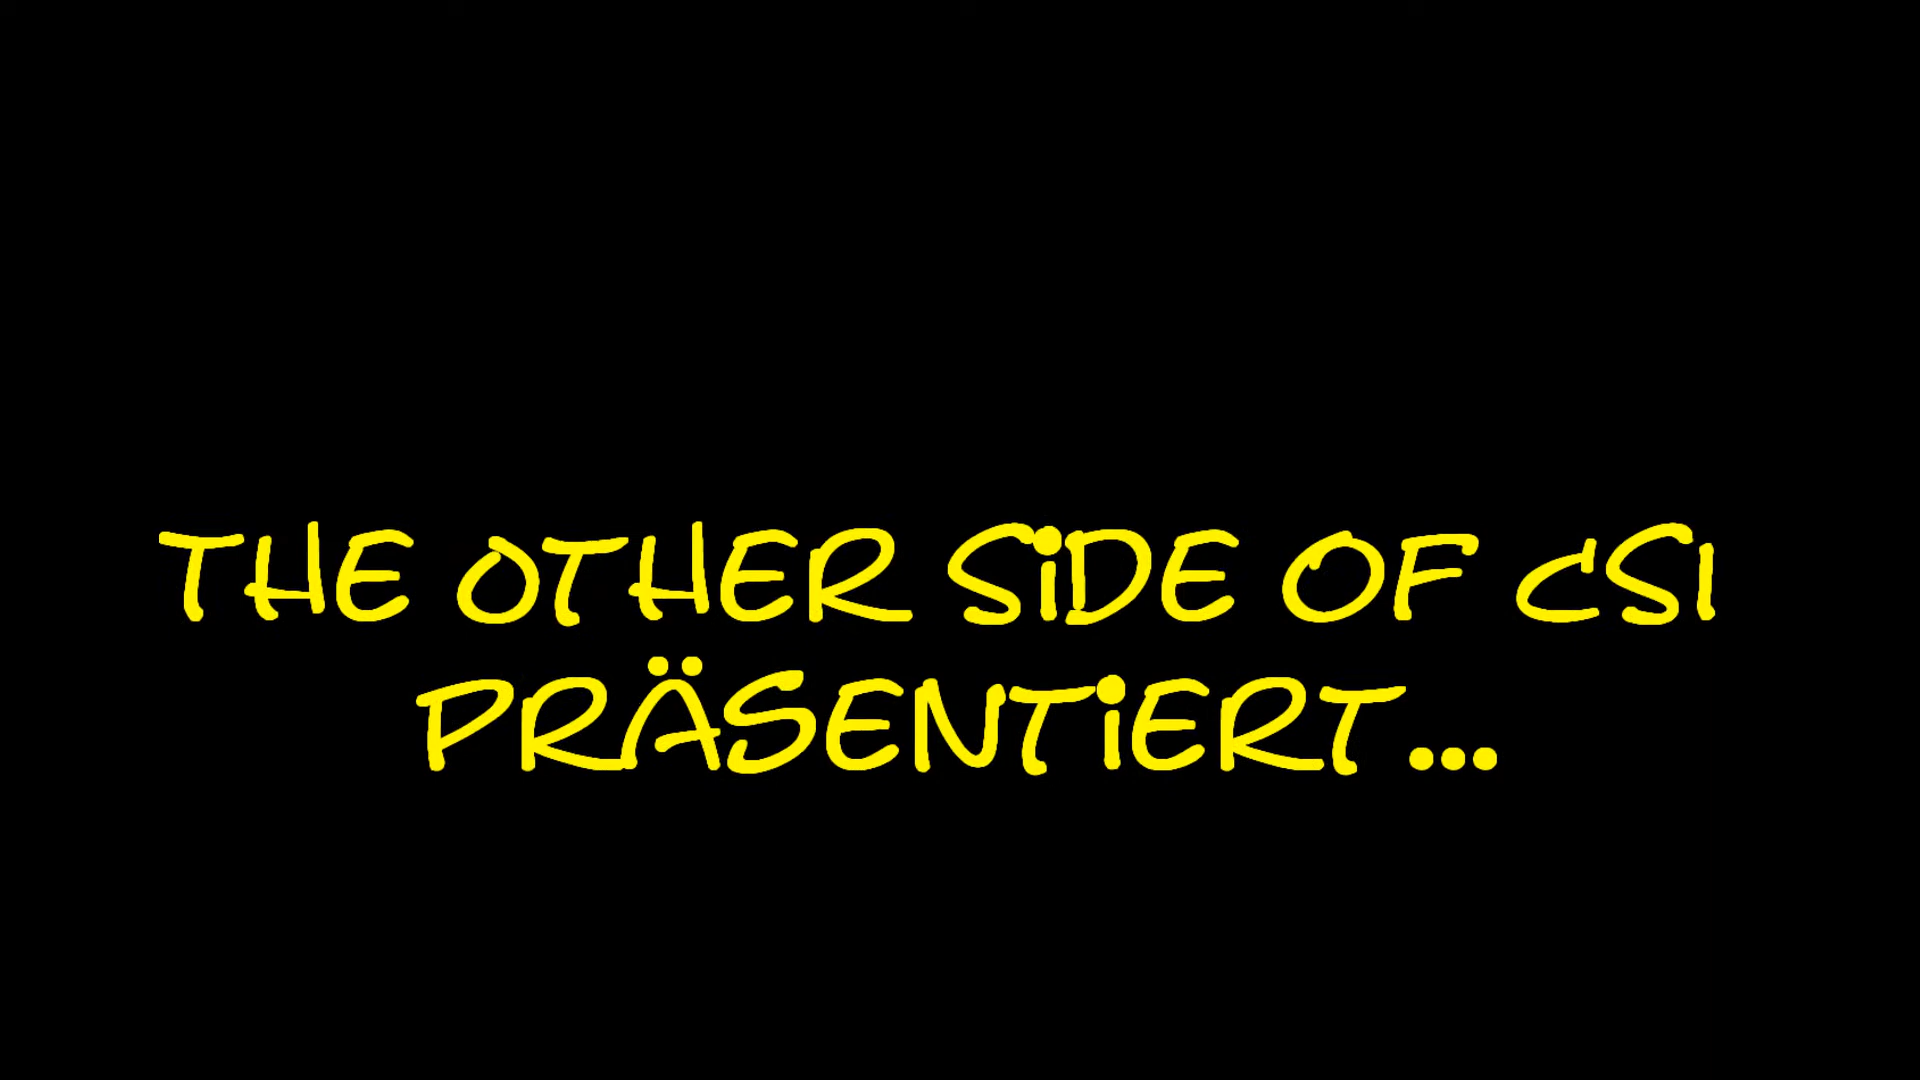 THE OTHER SIDE OF CSI
PRÄSENTIERT...